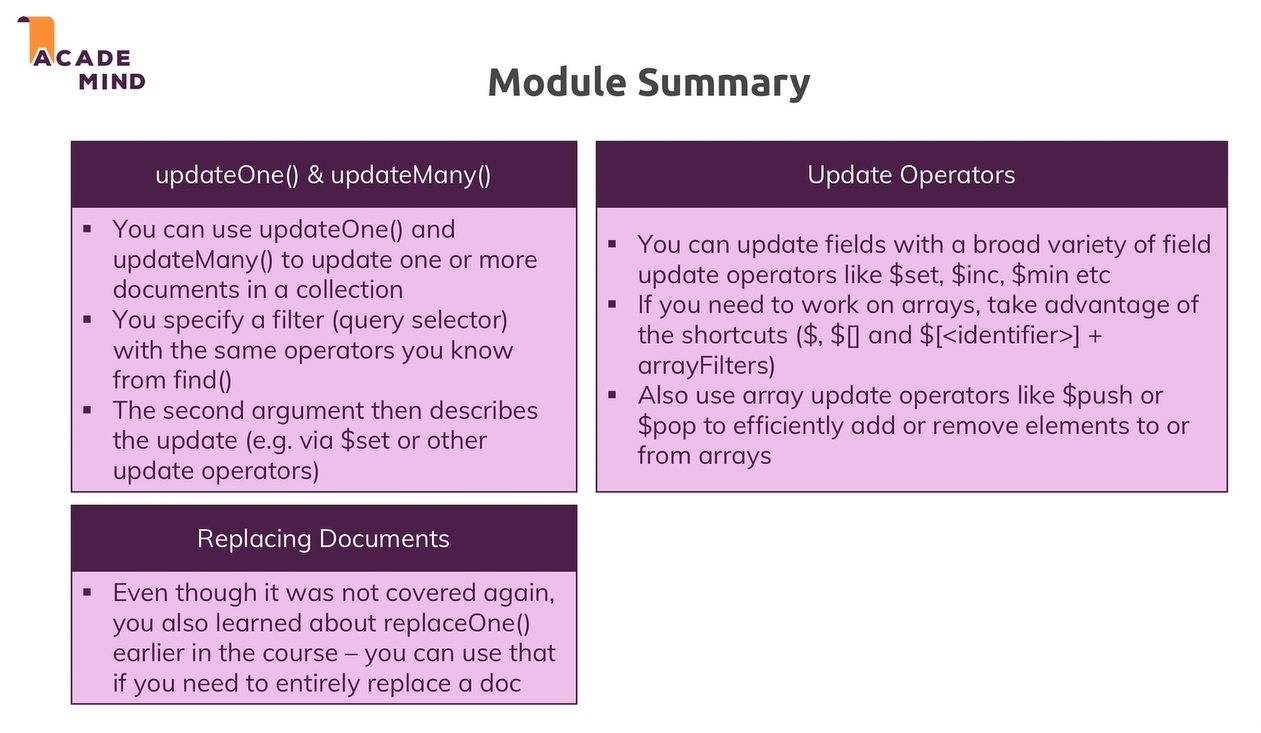 ACADE
MIND
Module Summary
updateOne() & updateMany()
▪ You can use updateOne() and
updateMany() to update one or more
documents in a collection
▪ You specify a filter (query selector)
with the same operators you know
from find()
▪ The second argument then describes
the update (e.g. via $set or other
update operators)
Update Operators
▪ You can update fields with a broad variety of field
update operators like $set, $inc, $min etc
▪ If you need to work on arrays, take advantage of
the shortcuts ($, $[] and $[<identifier>] +
arrayFilters)
▪ Also use array update operators like $push or
$pop to efficiently add or remove elements to or
from arrays
Replacing Documents
▪ Even though it was not covered again,
you also learned about replaceOne()
earlier in the course – you can use that
if you need to entirely replace a doc